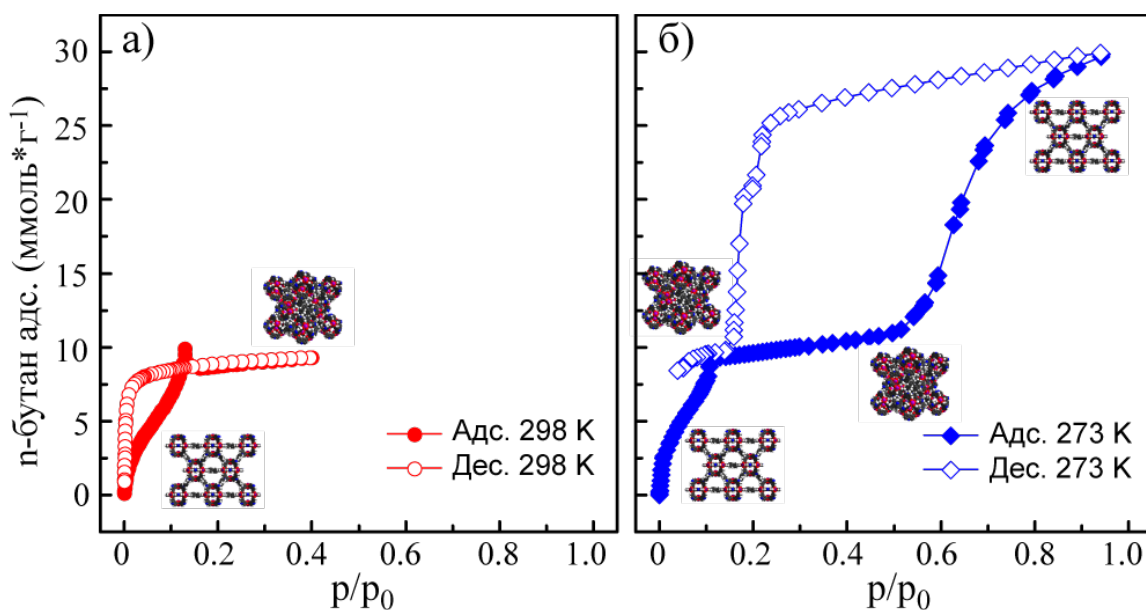 а)
б)
n-бутан адс. (ммоль*г-1)
30
25
20
15
10
5
0
Адс. 298 K
Дес. 298 K
Адс. 273 K
Дес. 273 K
0 0.2 0.4 0.6 0.8 1.0
0 0.2 0.4 0.6 0.8 1.0
p/p0
p/p0